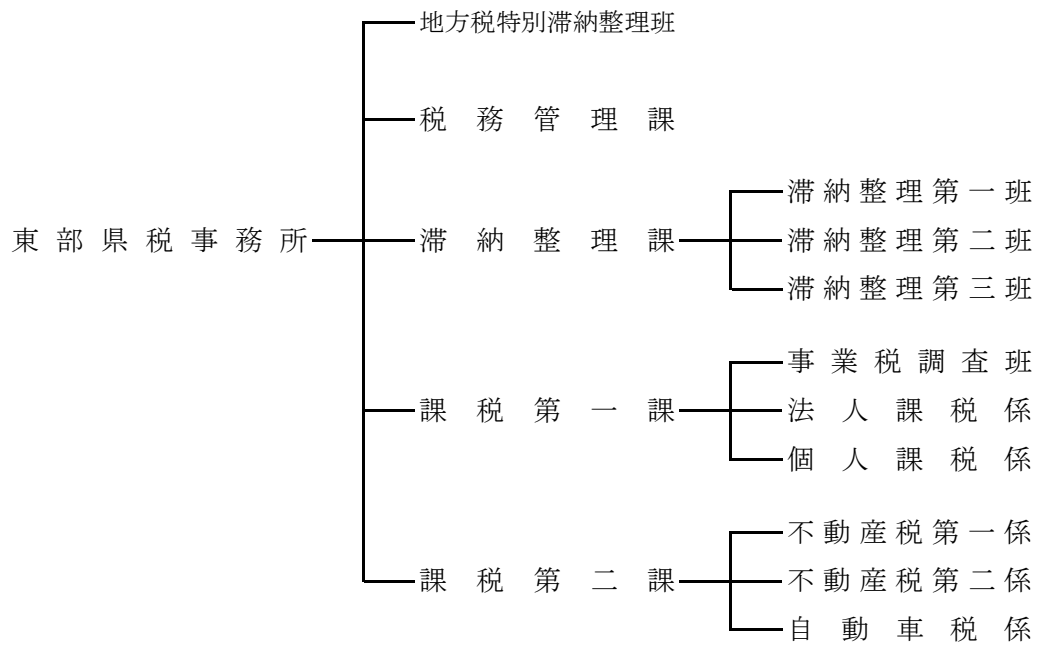 地方税特別滞納整理班
税務管理課
滞納整理第一班
東部県税事務所 滞納整理課 滞納整理第二班
滞納整理第三班
事業税調査班
課税第一課 法人課税係
個人課税係
不動産税第一係
課税第二課 不動産税第二係
自動車税係